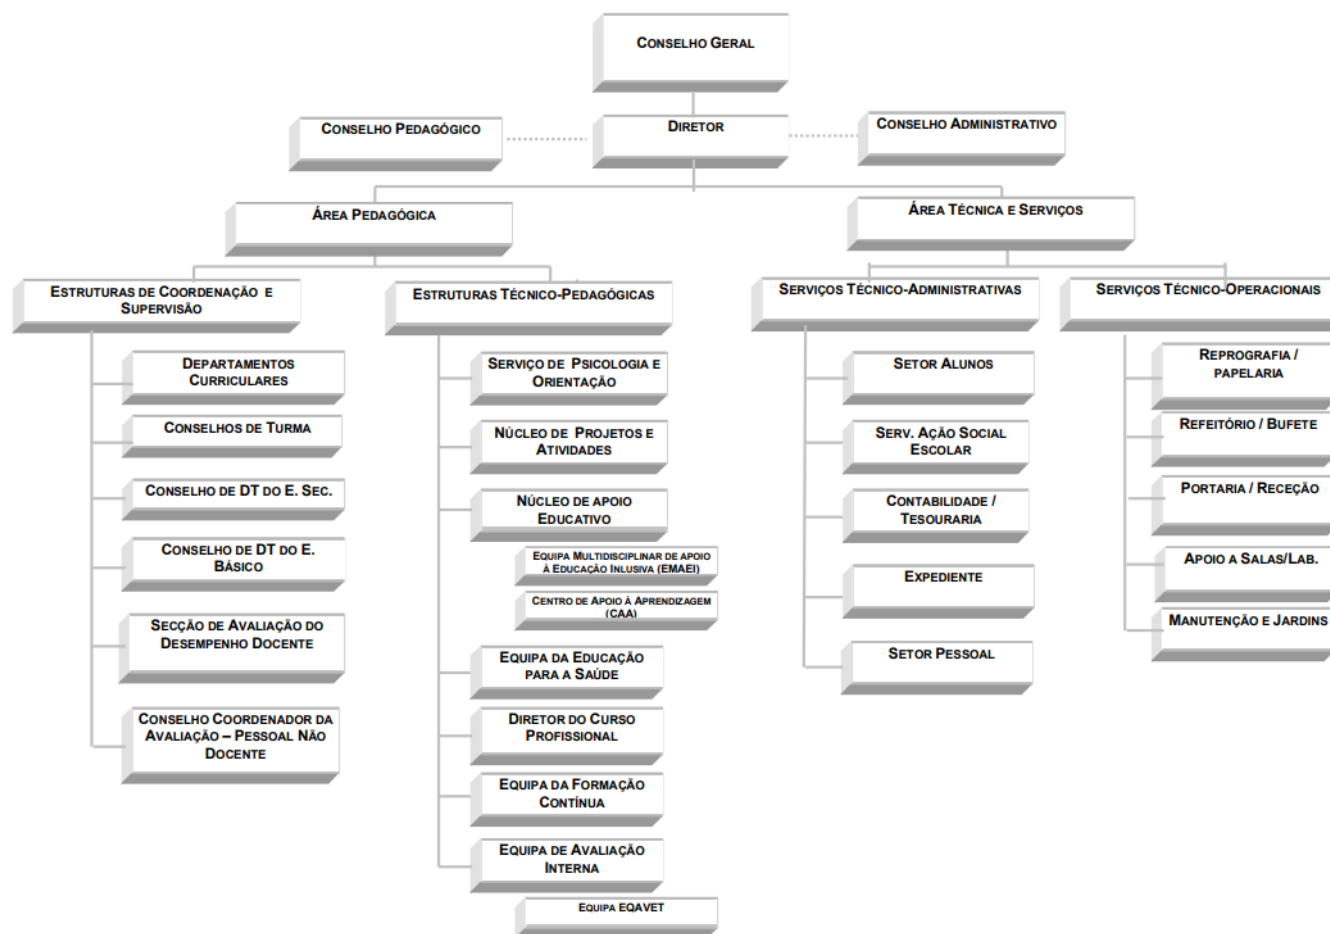 CONSELHO GERAL
CONSELHO PEDAGÓGICO
DIRETOR
CONSELHO ADMINISTRATIVO
ÁREA PEDAGÓGICA
ÁREA TÉCNICA E SERVIÇOS
ESTRUTURAS DE COORDENAÇÃO E
SUPERVISÃO
DEPARTAMENTOS
CURRICULARES
CONSELHOS DE TURMA
CONSELHO DE DT DO E. SEC.
CONSELHO DE DT DO E.
BÁSICO
SECÇÃO DE AVALIAÇÃO DO
DESEMPENHO DOCENTE
CONSELHO COORDENADOR DA
AVALIAÇÃO – PESSOAL NÃO
DOCENTE
ESTRUTURAS TÉCNICO-PEDAGÓGICAS
SERVIÇO DE PSICOLOGIA E
ORIENTAÇÃO
NÚCLEO DE PROJETOS E
ATIVIDADES
NÚCLEO DE APOIO
EDUCATIVO
EQUIPA MULTIDISCIPLINAR DE APOIO
À EDUCAÇÃO INLUSIVA (EMAEI)
CENTRO DE APOIO À APRENDIZAGEM
(CAA)
EQUIPA DA EDUCAÇÃO
PARA A SAÚDE
DIRETOR DO CURSO
PROFISSIONAL
EQUIPA DA FORMAÇÃO
CONTÍNUA
EQUIPA DE AVALIAÇÃO
INTERNA
EQUIPA EQAVET
SERVIÇOS TÉCNICO-ADMINISTRATIVAS
SETOR ALUNOS
SERV. AÇÃO SOCIAL
ESCOLAR
CONTABILIDADE /
TESOURARIA
EXPEDIENTE
SETOR PESSOAL
SERVIÇOS TÉCNICO-OPERACIONAIS
REPROGRAFIA /
PAPELARIA
REFEITÓRIO / BUFETE
PORTARIA / RECEÇÃO
APOIO A SALAS/LAB.
MANUTENÇÃO E JARDINS